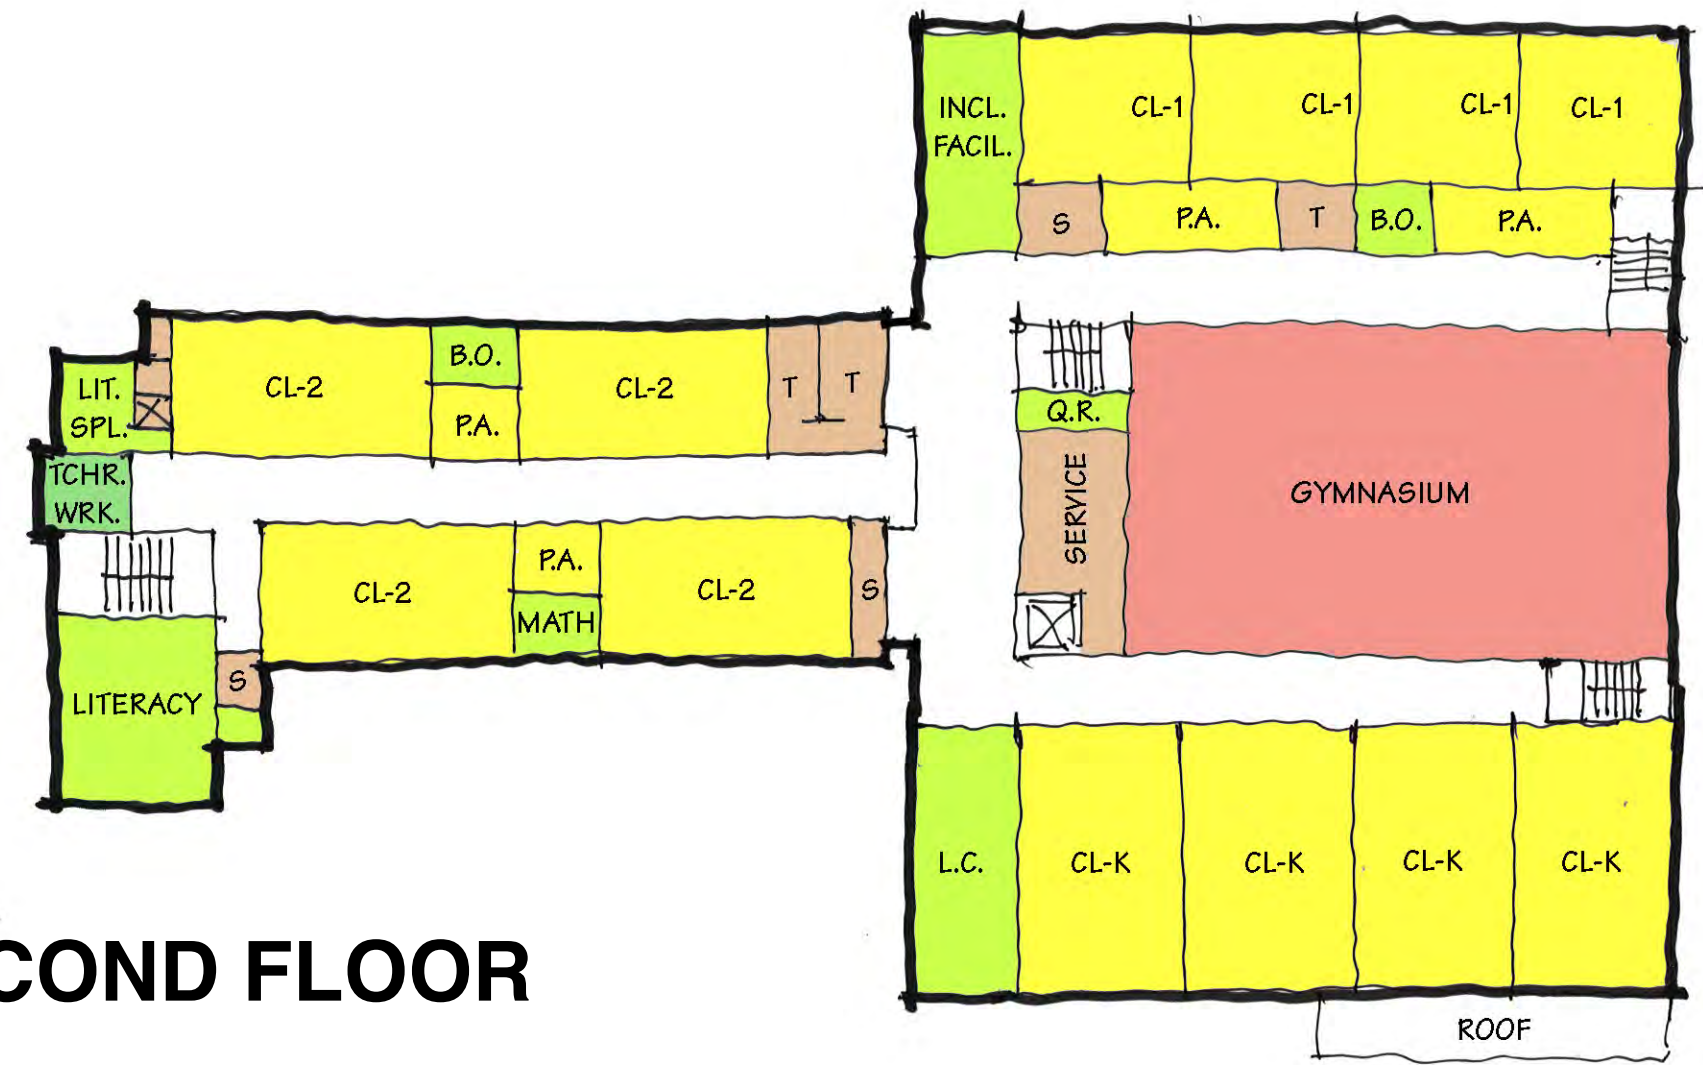 INCL.
FACIL.
CL-1
CL-1
CL-1
CL-1
S
P.A.
T
B.O.
P.A.
LIT.
SPL.
CL-2
B.O.
P.A.
CL-2
T
T
Q.R.
SERVICE
GYMNASIUM
TCHR.
WRK.
CL-2
P.A.
MATH
CL-2
S
LITERACY
S
L.C.
CL-K
CL-K
CL-K
CL-K
COND FLOOR
ROOF